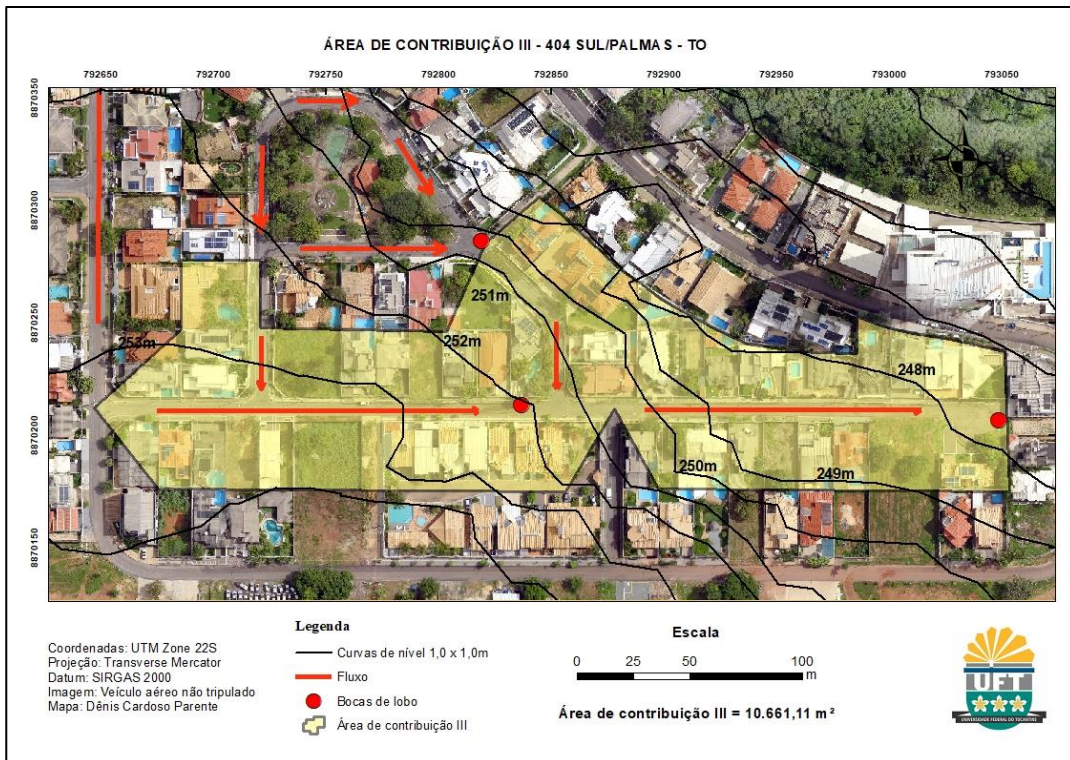 ÁREA DE CONTRIBUIÇÃO III - 404 SUL/PALMAS - TO
792650 792700 792750 792800 792850 792900 792950 793000 793050
8870350
8870300
8870250
8870200
8870150
251m
253m
252m
248m
250m
249m
Coordenadas: UTM Zone 22S
Projeção: Transverse Mercator
Datum: SIRGAS 2000
Imagem: Veículo aéreo não tripulado
Mapa: Dênis Cardoso Parente
Legenda
Curvas de nível 1,0 x 1,0m
Fluxo
Bocas de lobo
Área de contribuição III
Escala
0 25 50 100
m
Área de contribuição III = 10.661,11 m²
UFT
UNIVERSIDADE FEDERAL DO TOCANTINS